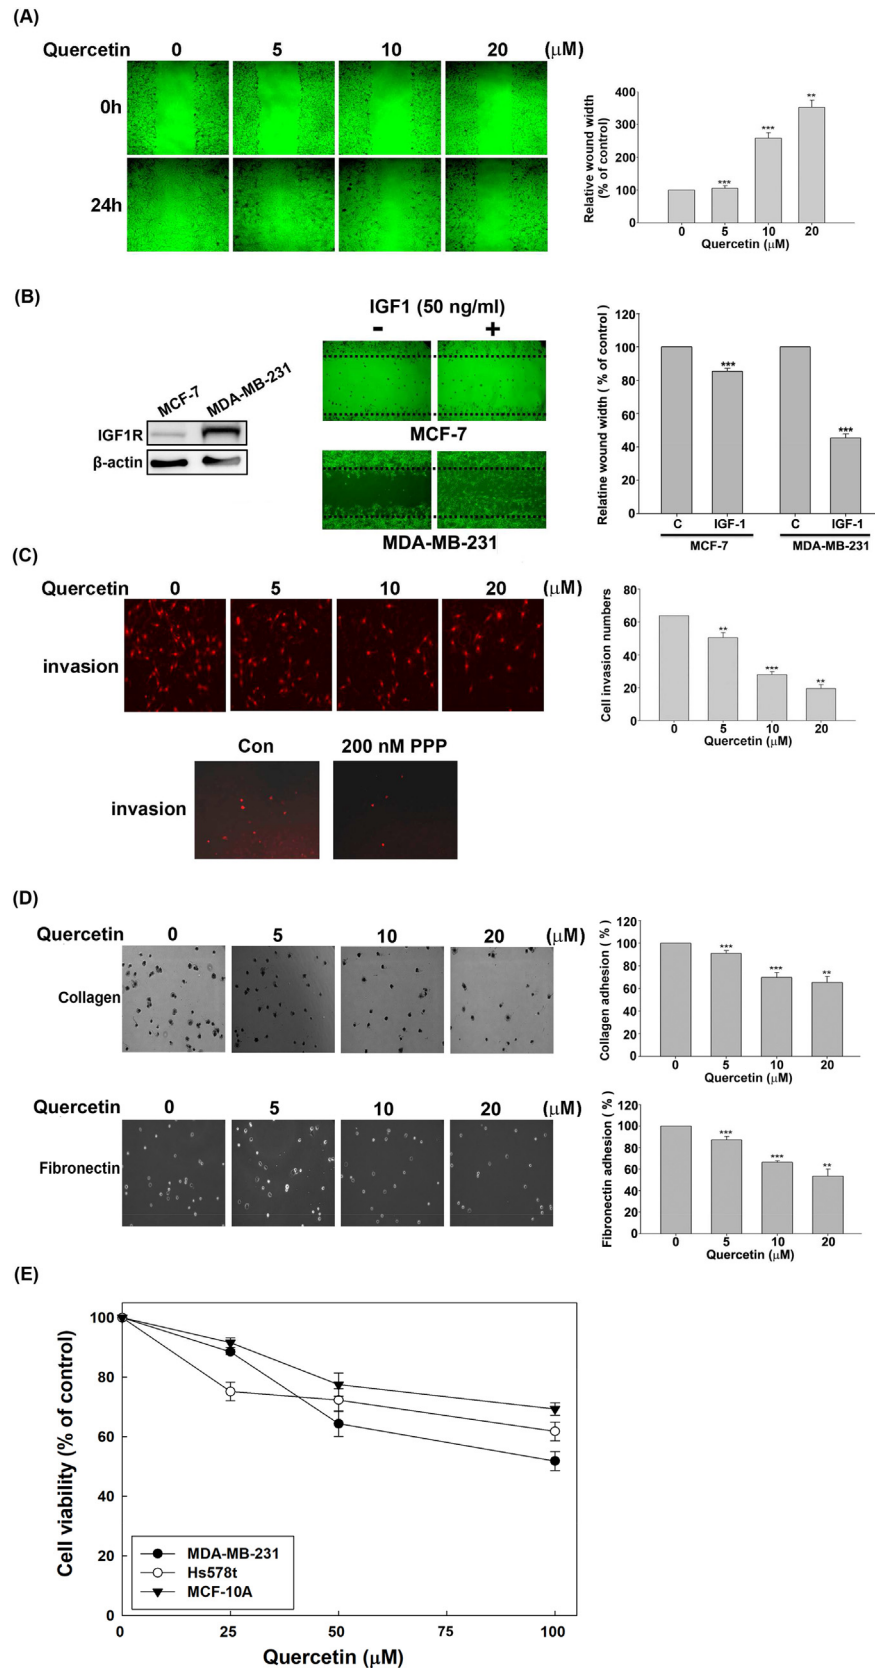 (A)
Quercetin 0 5 10 20 (μM)
0h
24h
Relative wound width
(% of control)
400
300
200
100
0
***
***
**
0 5 10 20
Quercetin (μM)
(B)
MCF-7
MDA-MB-231
IGF1R
β-actin
IGF1 (50 ng/ml)
- +
MCF-7
MDA-MB-231
Relatine wound width ( % of control)
120
100
80
60
40
20
0
***
***
C IGF-1 C IGF-1
MCF-7 MDA-MB-231
(C)
Quercetin 0 5 10 20 (μM)
invasion
Cell invasion numbers
80
60
40
20
0
**
***
**
0 5 10 20
Quercetin (μM)
Con 200 nM PPP
invasion
(D)
Quercetin 0 5 10 20 (μM)
Collagen
Collagen adhesion ( % )
120
100
80
60
40
20
0
***
***
**
0 5 10 20
Quercetin (μM)
Quercetin 0 5 10 20 (μM)
Fibronectin
Fibronectin adhesion ( % )
120
100
80
60
40
20
0
***
***
**
0 5 10 20
Quercetin (μM)
(E)
Cell viability (% of control)
100
80
60
40
20
0
MDA-MB-231
Hs578t
MCF-10A
0 25 50 75 100
Quercetin (μM)